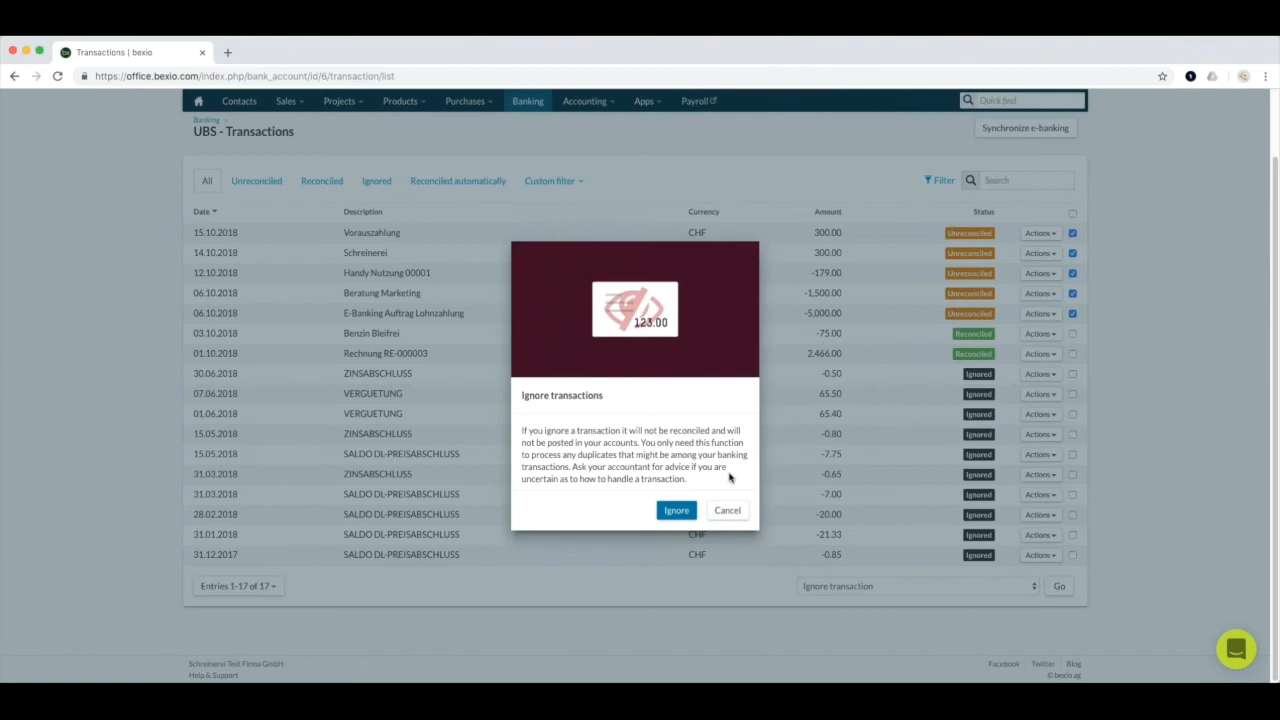 Transactions | bexio
https://office.bexio.com/index.php/bank_account/id/6/transaction/list
Contacts Sales Projects Products Purchases Banking Accounting Apps Payroll Quick find
Banking
UBS - Transactions
Synchronize e-banking
All Unreconciled Reconciled Ignored Reconciled automatically Custom filter Filter Search
Date Description Currency Amount Status
15.10.2018 Vorauszahlung CHF 300.00 Unreconciled Actions
14.10.2018 Schreinerei 300.00 Unreconciled Actions
12.10.2018 Handy Nutzung 00001 -179.00 Unreconciled Actions
06.10.2018 Beratung Marketing -1,500.00 Unreconciled Actions
06.10.2018 E-Banking Auftrag Lohnzahlung -5,000.00 Unreconciled Actions
03.10.2018 Benzin Bleifrei -75.00 Reconciled Actions
01.10.2018 Rechnung RE-000003 2,466.00 Reconciled Actions
30.06.2018 ZINSABSCHLUSS -0.50 Ignored Actions
07.06.2018 VERGUETUNG 65.50 Ignored Actions
01.06.2018 VERGUETUNG 65.40 Ignored Actions
15.05.2018 ZINSABSCHLUSS -0.80 Ignored Actions
15.05.2018 SALDO DL-PREISABSCHLUSS -7.75 Ignored Actions
31.03.2018 ZINSABSCHLUSS -0.65 Ignored Actions
31.03.2018 SALDO DL-PREISABSCHLUSS -7.00 Ignored Actions
28.02.2018 SALDO DL-PREISABSCHLUSS -20.00 Ignored Actions
31.01.2018 SALDO DL-PREISABSCHLUSS CHF -21.33 Ignored Actions
31.12.2017 SALDO DL-PREISABSCHLUSS CHF -0.85 Ignored Actions
123.00
Ignore transactions
If you ignore a transaction it will not be reconciled and will
not be posted in your accounts. You only need this function
to process any duplicates that might be among your banking
transactions. Ask your accountant for advice if you are
uncertain as to how to handle a transaction.
Ignore Cancel
Entries 1-17 of 17 Ignore transaction Go
Schreinerei Test Firma GmbH Facebook Twitter Blog
Help & Support © bexio ag